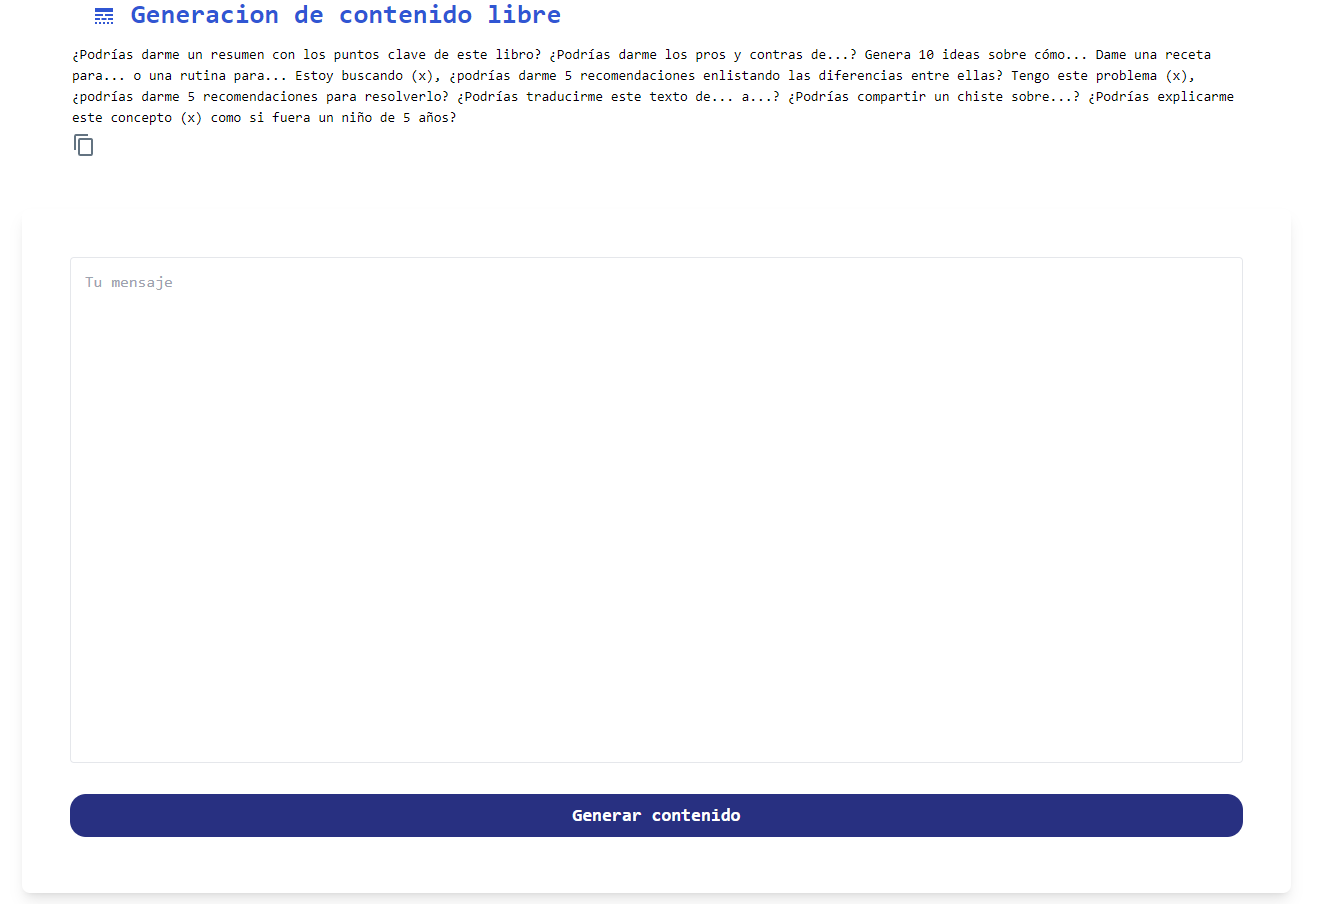 Generacion de contenido libre
¿Podrías darme un resumen con los puntos clave de este libro? ¿Podrías darme los pros y contras de...? Genera 10 ideas sobre cómo... Dame una receta
para... o una rutina para... Estoy buscando (x), ¿podrías darme 5 recomendaciones enlistando las diferencias entre ellas? Tengo este problema (x),
¿podrías darme 5 recomendaciones para resolverlo? ¿Podrías traducirme este texto de... a...? ¿Podrías compartir un chiste sobre...? ¿Podrías explicarme
este concepto (x) como si fuera un niño de 5 años?
Tu mensaje
Generar contenido